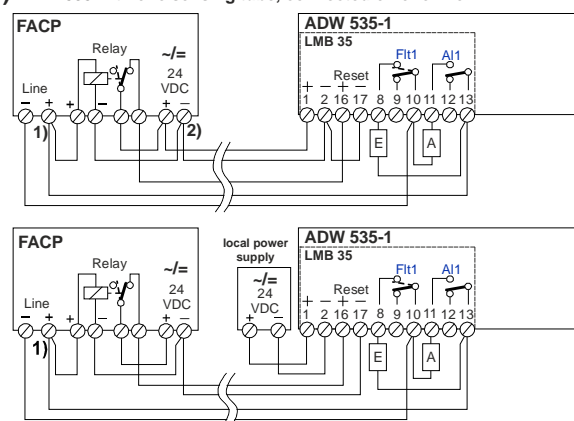 FACP
Relay
~/=
24
VDC
Line
− + + − + −
1)
2)
ADW 535-1
LMB 35
Flt1 Al1
Reset
+ − + −
1 2 16 17 8 9 10 11 12 13
E
A
FACP
Relay
~/=
24
VDC
Line
− + + − + −
1)
local power
supply
~/=
24
VDC
+ −
ADW 535-1
LMB 35
Flt1 Al1
Reset
+ − + −
1 2 16 17 8 9 10 11 12 13
E
A